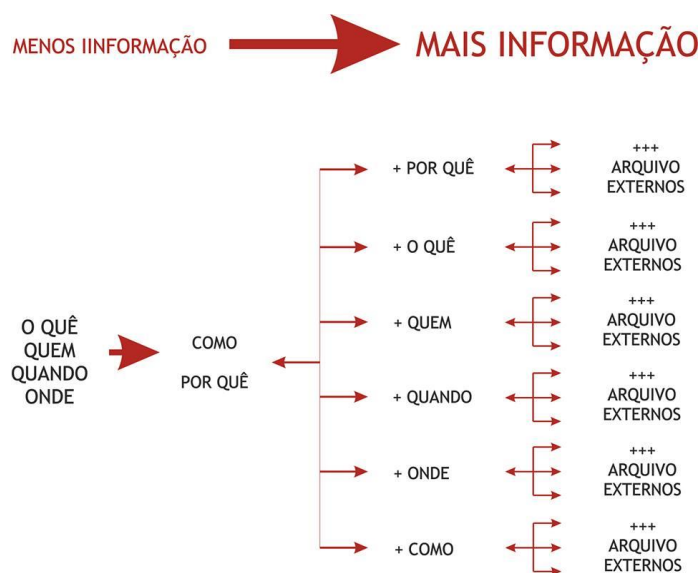 MENOS IINFORMAÇÃO
MAIS INFORMAÇÃO
O QUÊ
QUEM
QUANDO
ONDE
COMO
POR QUÊ
+ POR QUÊ
+++
ARQUIVO
EXTERNOS
+ O QUÊ
+++
ARQUIVO
EXTERNOS
+ QUEM
+++
ARQUIVO
EXTERNOS
+ QUANDO
+++
ARQUIVO
EXTERNOS
+ ONDE
+++
ARQUIVO
EXTERNOS
+ COMO
+++
ARQUIVO
EXTERNOS